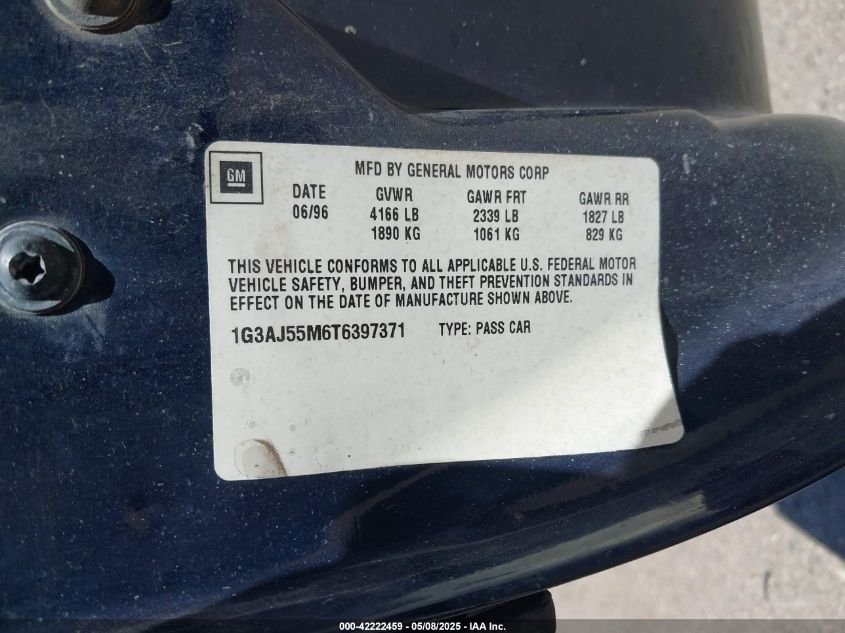 GM
MFD BY GENERAL MOTORS CORP
DATE GVWR GAWR FRT GAWR RR
06/96 4166 LB 2339 LB 1827 LB
1890 KG 1061 KG 829 KG
THIS VEHICLE CONFORMS TO ALL APPLICABLE U.S. FEDERAL MOTOR
VEHICLE SAFETY, BUMPER, AND THEFT PREVENTION STANDARDS IN
EFFECT ON THE DATE OF MANUFACTURE SHOWN ABOVE.
1G3AJ55M6T6397371 TYPE: PASS CAR
000-42222459 - 05/08/2025 - IAA Inc.